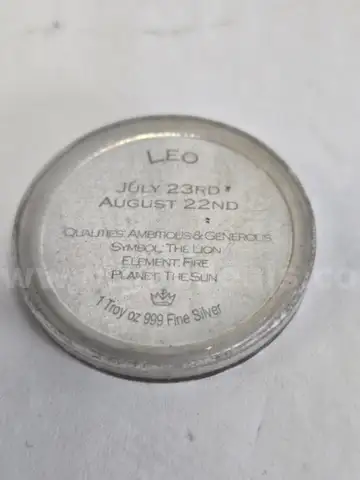 LEO
JULY 23RD
AUGUST 22ND
QUALITIES: AMBITIOUS & GENEROUS
SYMBOL: THE LION
ELEMENT: FIRE
PLANET: THE SUN
1 Troy oz 999 Fine Silver